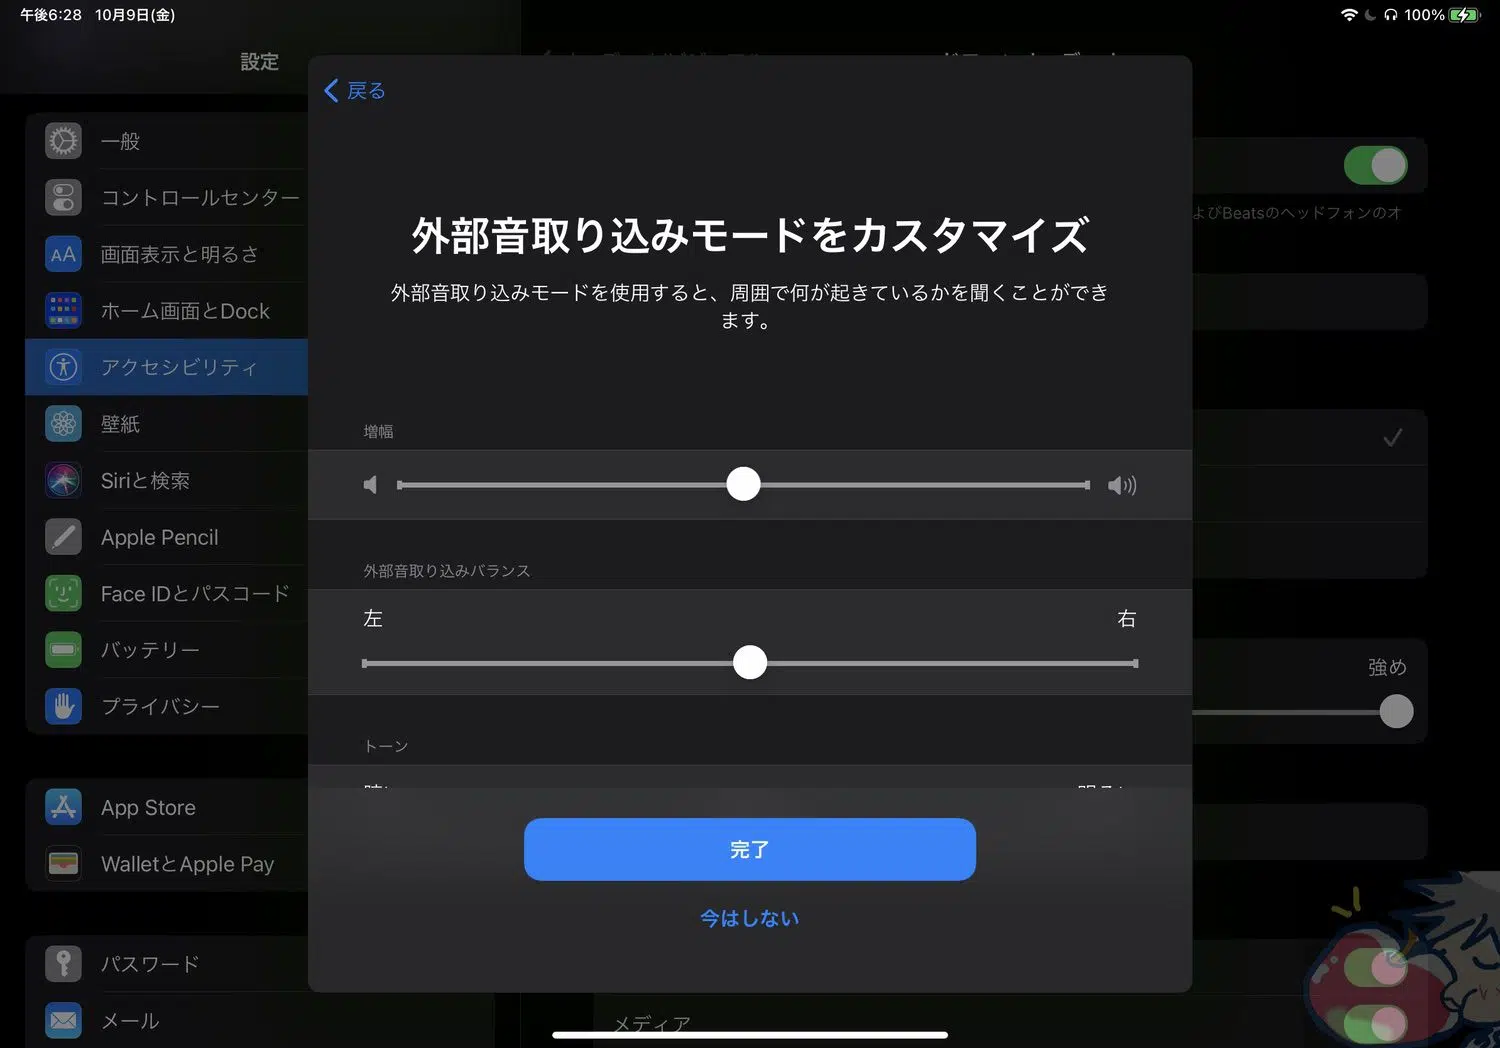 午後6:28 10月9日(金)
100%
設定
戻る
一般
コントロールセンター
画面表示と明るさ
ホーム画面とDock
アクセシビリティ
壁紙
Siriと検索
Apple Pencil
Face IDとパスコード
バッテリー
プライバシー
App Store
WalletとApple Pay
パスワード
メール
外部音取り込みモードをカスタマイズ
外部音取り込みモードを使用すると、周囲で何が起きているかを聞くことができ
ます。
増幅
外部音取り込みバランス
左 右
トーン
完了
今はしない
よびBeatsのヘッドフォンのオ
強め
メディア